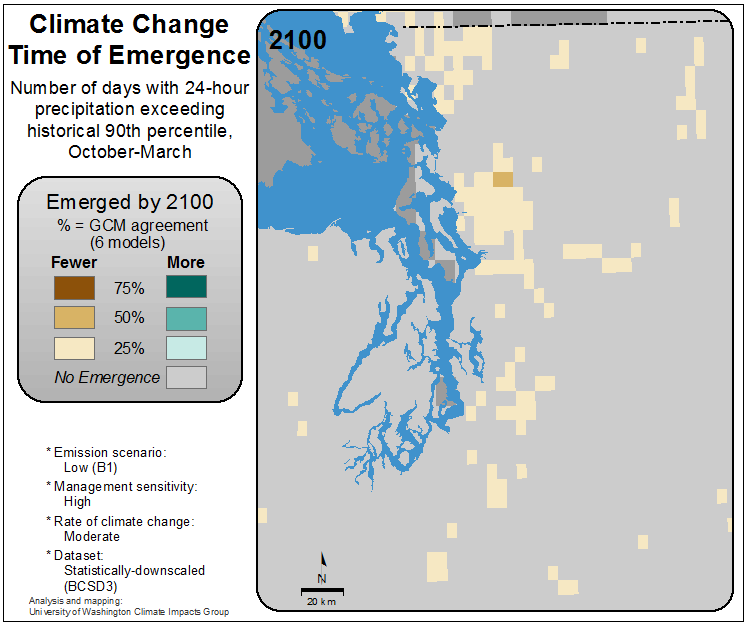 Climate Change
Time of Emergence
Number of days with 24-hour
precipitation exceeding
historical 90th percentile,
October-March
Emerged by 2100
% = GCM agreement
(6 models)
Fewer More
75%
50%
25%
No Emergence
* Emission scenario:
Low (B1)
* Management sensitivity:
High
* Rate of climate change:
Moderate
* Dataset:
Statistically-downscaled
(BCSD3)
Analysis and mapping:
University of Washington Climate Impacts Group
2100
N
20 km